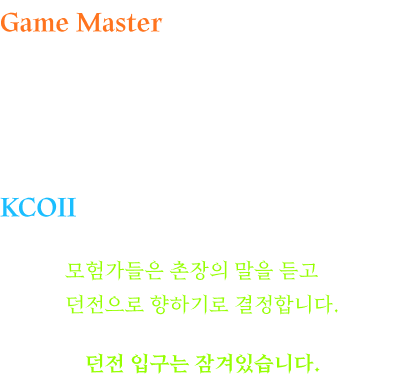 Game Master
KCOII
모험가들은 촌장의 말을 듣고
던전으로 향하기로 결정합니다.
던전 입구는 잠겨있습니다.